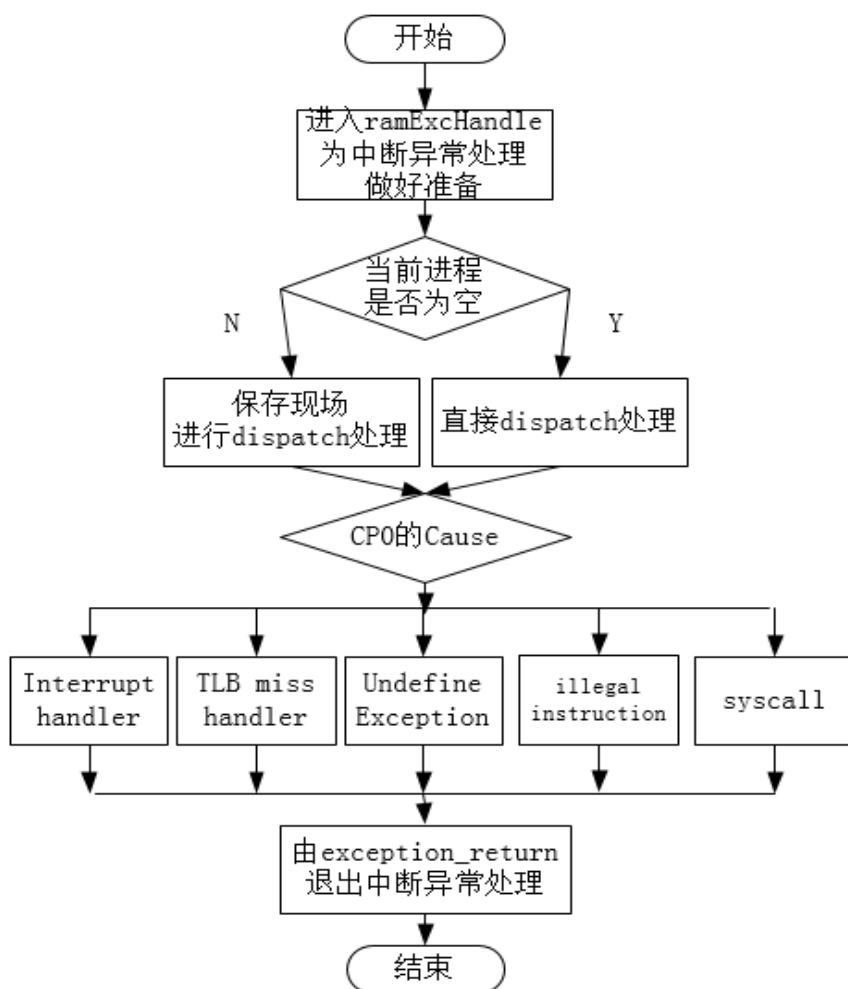 开始
进入ramExcHandle
为中断异常处理
做好准备
当前进程
是否为空
N
Y
保存现场
进行dispatch处理
直接dispatch处理
CP0的Cause
Interrupt
handler
TLB miss
handler
Undefine
Exception
illegal
instruction
syscall
由exception_return
退出中断异常处理
结束